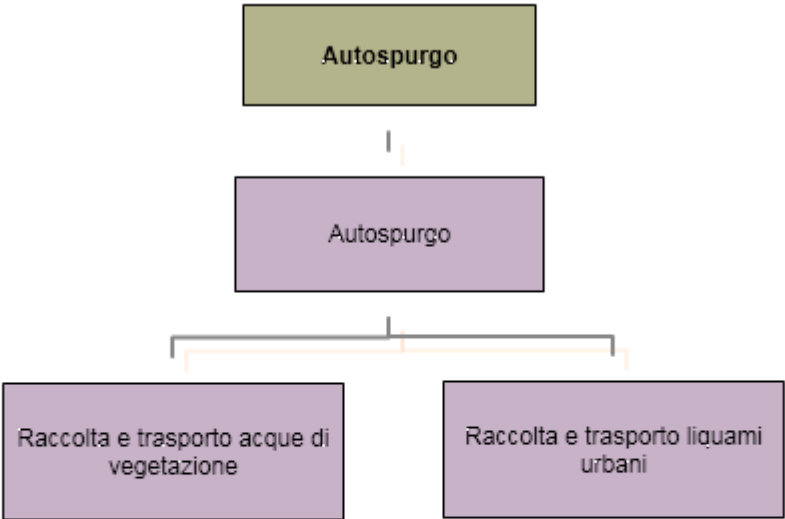 Autospurgo
Autospurgo
Raccolta e trasporto acque di
vegetazione
Raccolta e trasporto liquami
urbani